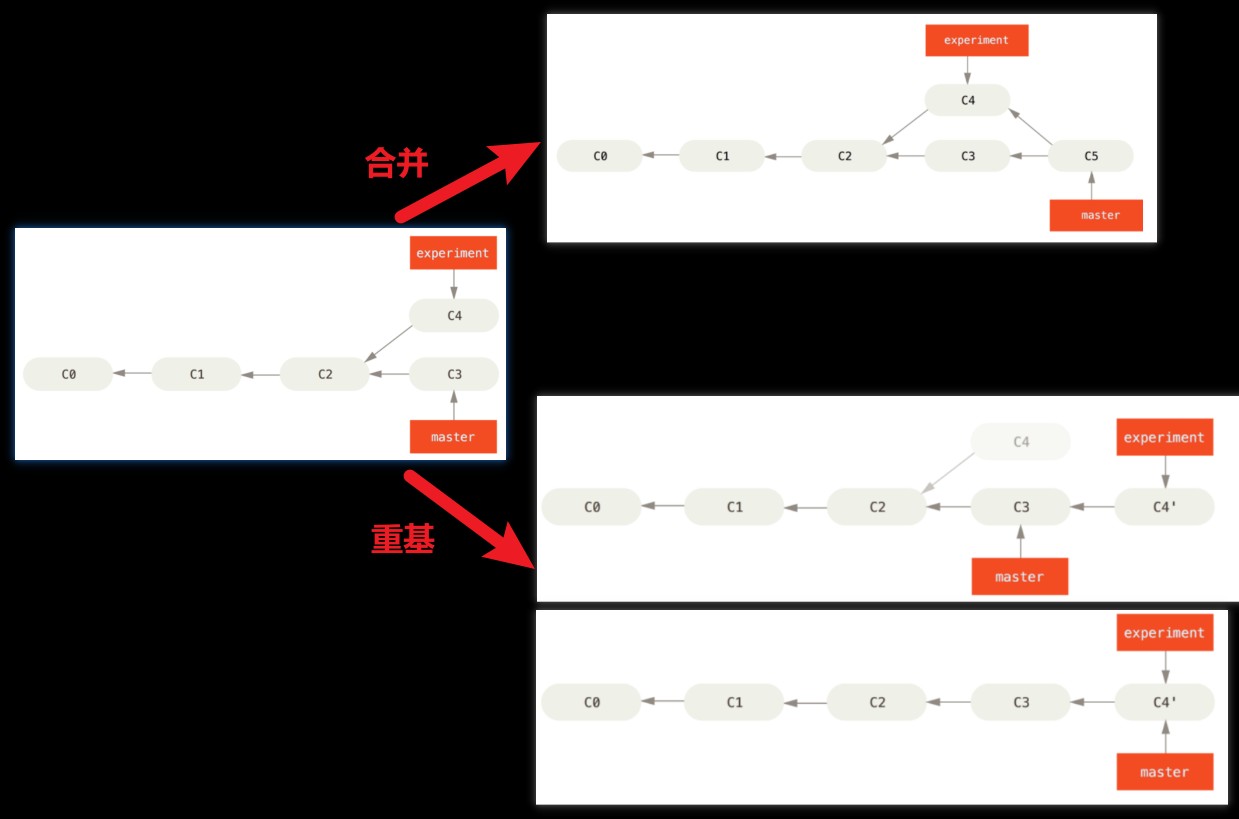 experiment
C4
C0 C1 C2 C3 C5
master
合并
experiment
C4
C0 C1 C2 C3
master
重基
C4 experiment
C0 C1 C2 C3 C4'
master
experiment
C0 C1 C2 C3 C4'
master